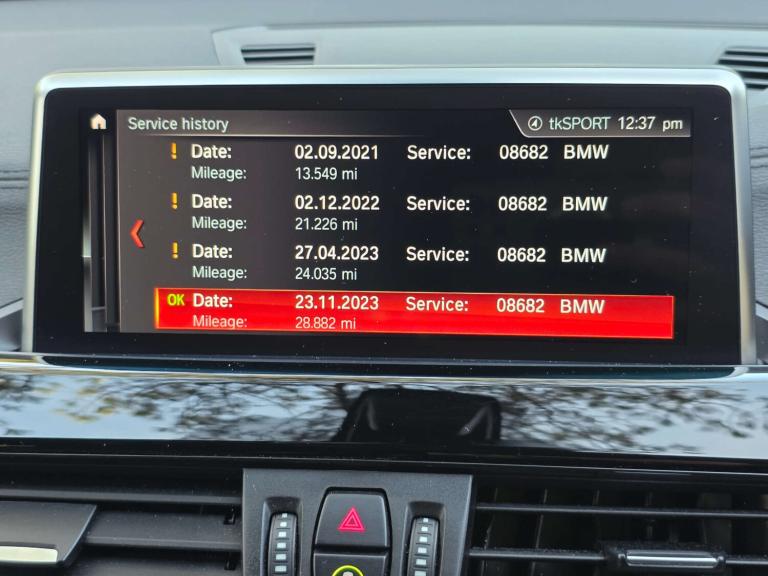 Service history tkSPORT 12:37 pm
! Date: 02.09.2021 Service: 08682 BMW
Mileage: 13.549 mi
! Date: 02.12.2022 Service: 08682 BMW
Mileage: 21.226 mi
! Date: 27.04.2023 Service: 08682 BMW
Mileage: 24.035 mi
OK Date: 23.11.2023 Service: 08682 BMW
Mileage: 28.882 mi